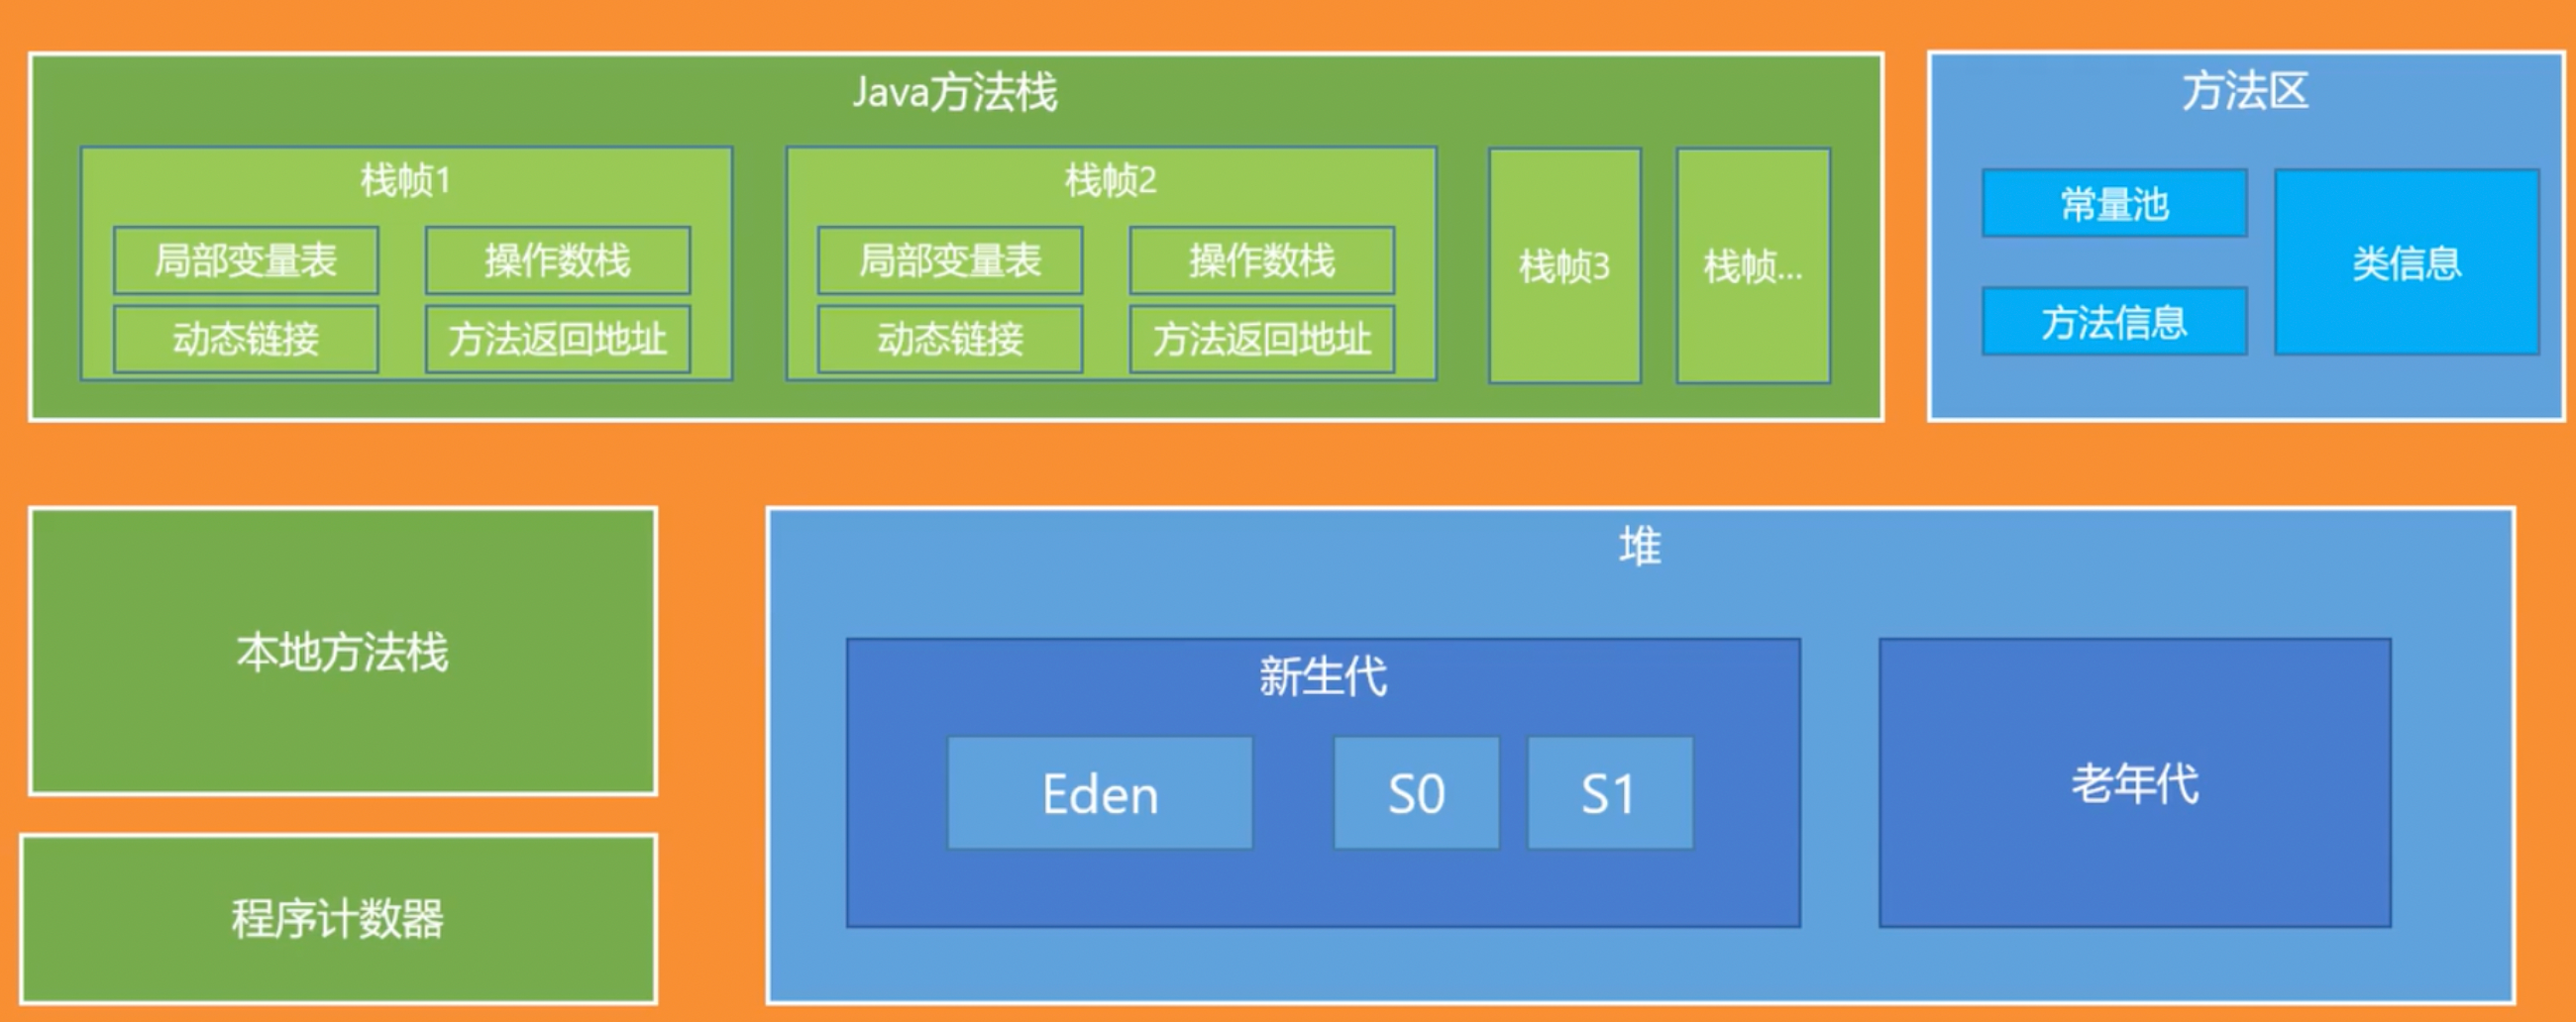 Java方法栈
栈帧1
局部变量表
操作数栈
动态链接
方法返回地址
栈帧2
局部变量表
操作数栈
动态链接
方法返回地址
栈帧3
栈帧...
方法区
常量池
方法信息
类信息
本地方法栈
程序计数器
堆
新生代
Eden
S0
S1
老年代